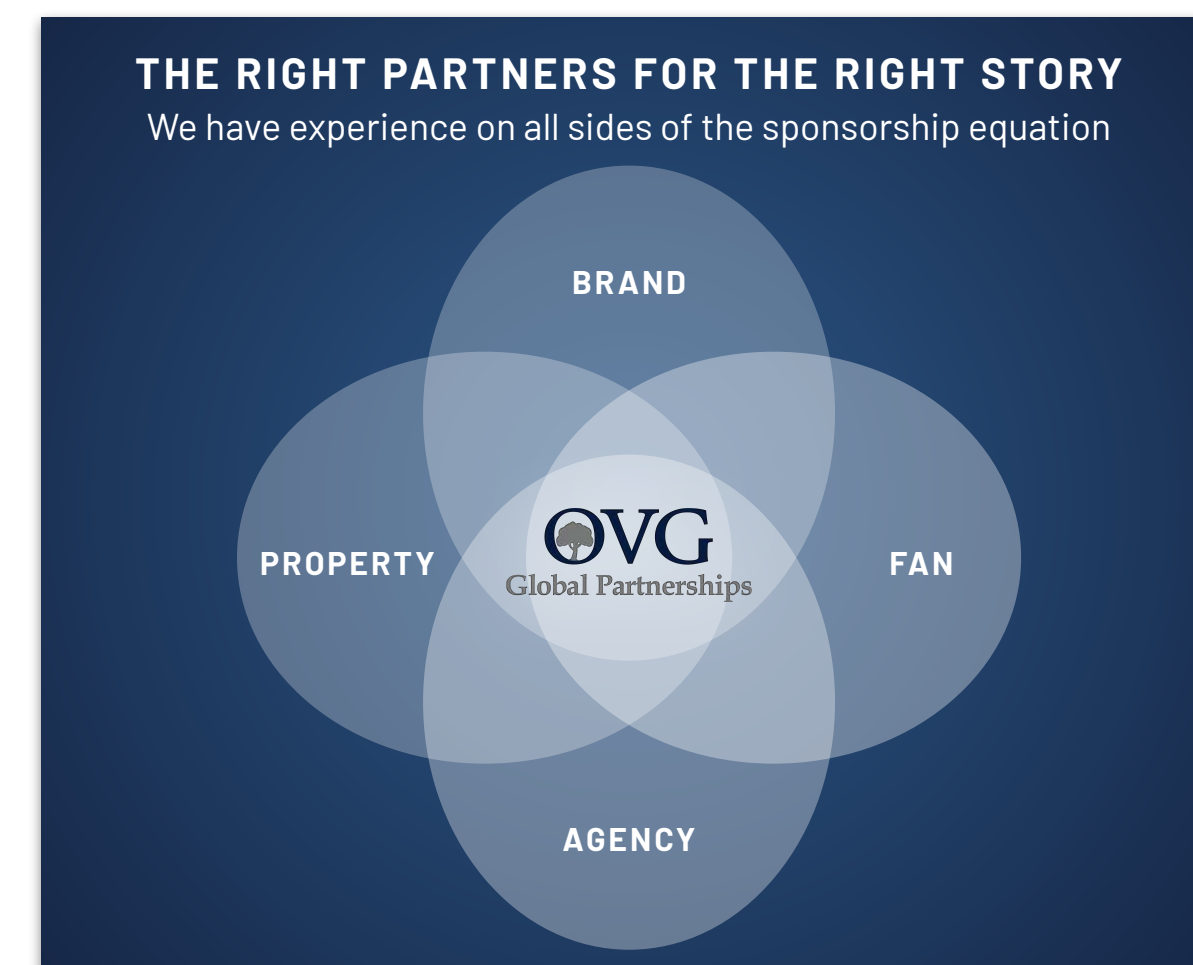 THE RIGHT PARTNERS FOR THE RIGHT STORY
We have experience on all sides of the sponsorship equation
BRAND
PROPERTY
OVG
Global Partnerships
FAN
AGENCY